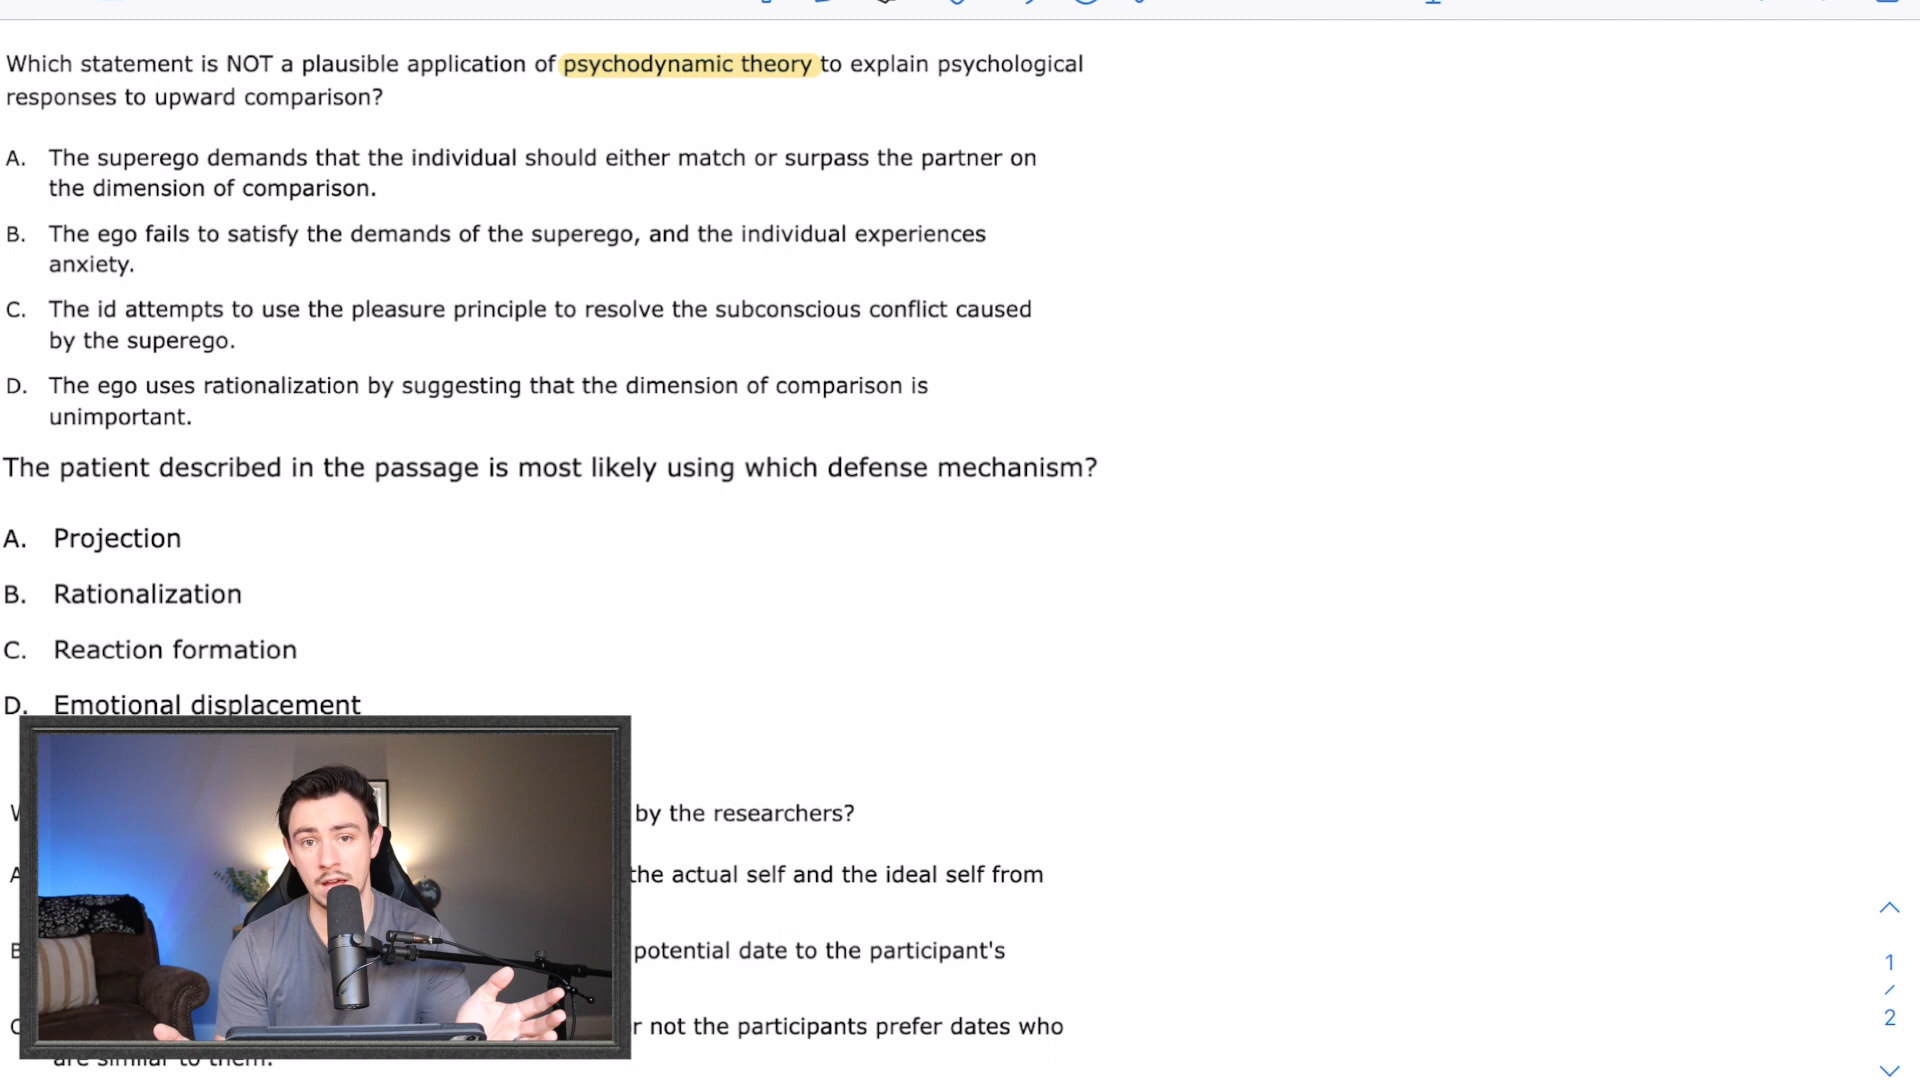 Which statement is NOT a plausible application of psychodynamic theory to explain psychological
responses to upward comparison?
A. The superego demands that the individual should either match or surpass the partner on
the dimension of comparison.
B. The ego fails to satisfy the demands of the superego, and the individual experiences
anxiety.
C. The id attempts to use the pleasure principle to resolve the subconscious conflict caused
by the superego.
D. The ego uses rationalization by suggesting that the dimension of comparison is
unimportant.
The patient described in the passage is most likely using which defense mechanism?
A. Projection
B. Rationalization
C. Reaction formation
D. Emotional displacement
by the researchers?
the actual self and the ideal self from
potential date to the participant's
not the participants prefer dates who
are similar to them.
1
/
2